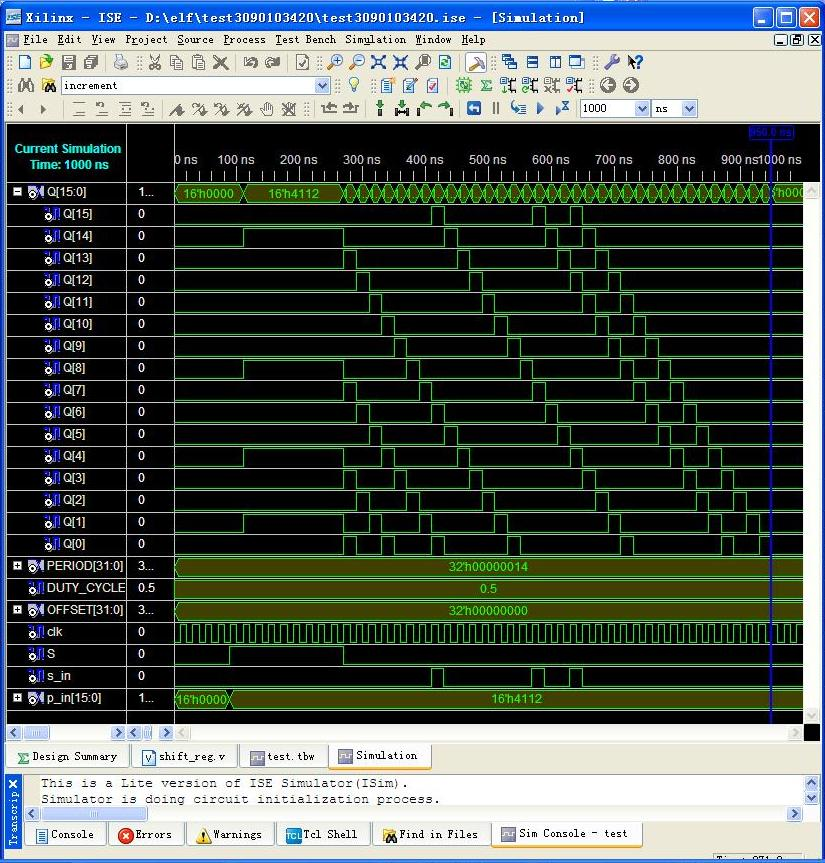 Xilinx - ISE - D:\elf\test3090103420\test3090103420.ise - [Simulation]
File Edit View Project Source Process Test Bench Simulation Window Help
increment
1000 ns
950.0 ns
Current Simulation
Time: 1000 ns
0 ns 100 ns 200 ns 300 ns 400 ns 500 ns 600 ns 700 ns 800 ns 900 ns 1000 ns
Q[15:0] 1... 16'h0000 16'h4112
Q[15] 0
Q[14] 0
Q[13] 0
Q[12] 0
Q[11] 0
Q[10] 0
Q[9] 0
Q[8] 0
Q[7] 0
Q[6] 0
Q[5] 0
Q[4] 0
Q[3] 0
Q[2] 0
Q[1] 0
Q[0] 0
PERIOD[31:0] 3... 32'h00000014
DUTY_CYCLE 0.5 0.5
OFFSET[31:0] 3... 32'h00000000
clk 0
S 0
s_in 0
p_in[15:0] 1... 16'h0000 16'h4112
Design Summary shift_reg.v test.tbw Simulation
This is a Lite version of ISE Simulator(ISim).
Simulator is doing circuit initialization process.
Transcrip
Console Errors Warnings Tcl Shell Find in Files Sim Console - test